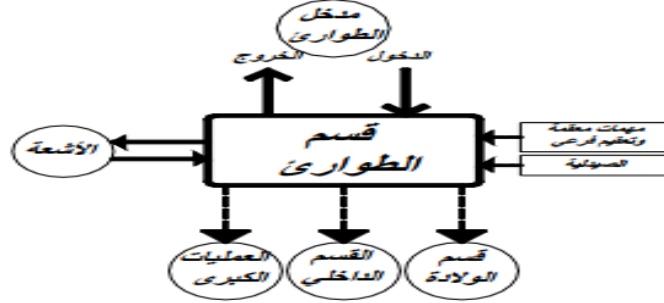 مدخل
الطوارئ
الخروج
الدخول
قسم
الطوارئ
الأشعة
مهمات معقمة
وتعقيم فرعي
الصيدلية
العمليات
الكبرى
القسم
الداخلي
قسم
الولادة